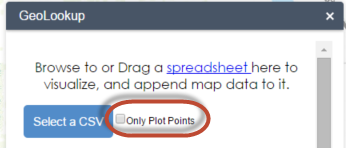 GeoLookup ×
Browse to or Drag a spreadsheet here to
visualize, and append map data to it.
Select a CSV Only Plot Points